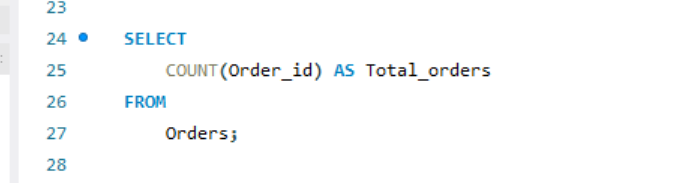 23
24 SELECT
25 COUNT(Order_id) AS Total_orders
26 FROM
27 Orders;
28